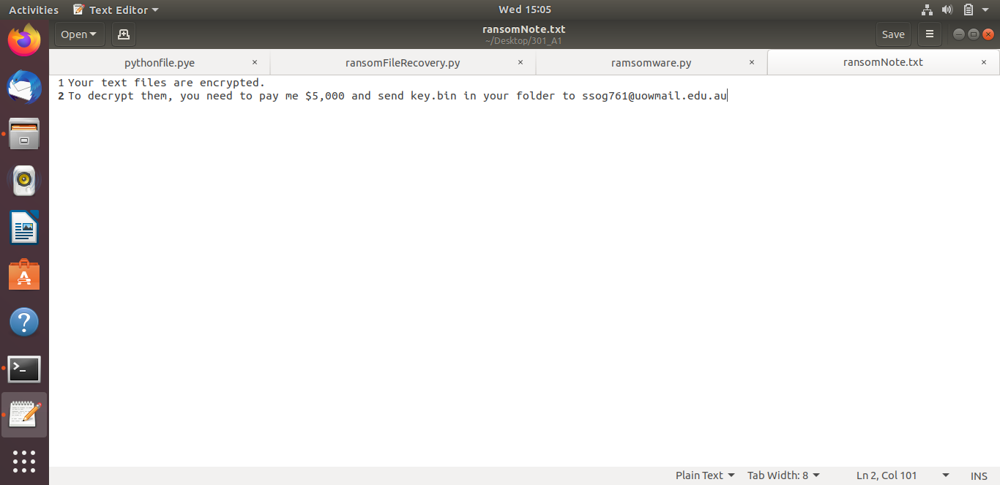 Activities Text Editor Wed 15:05
Open ransomNote.txt Save
~/Desktop/301_A1
pythonfile.pye × ransomFileRecovery.py × ramsomware.py × ransomNote.txt ×
1 Your text files are encrypted.
2 To decrypt them, you need to pay me $5,000 and send key.bin in your folder to ssog761@uowmail.edu.au
Plain Text Tab Width: 8 Ln 2, Col 101 INS